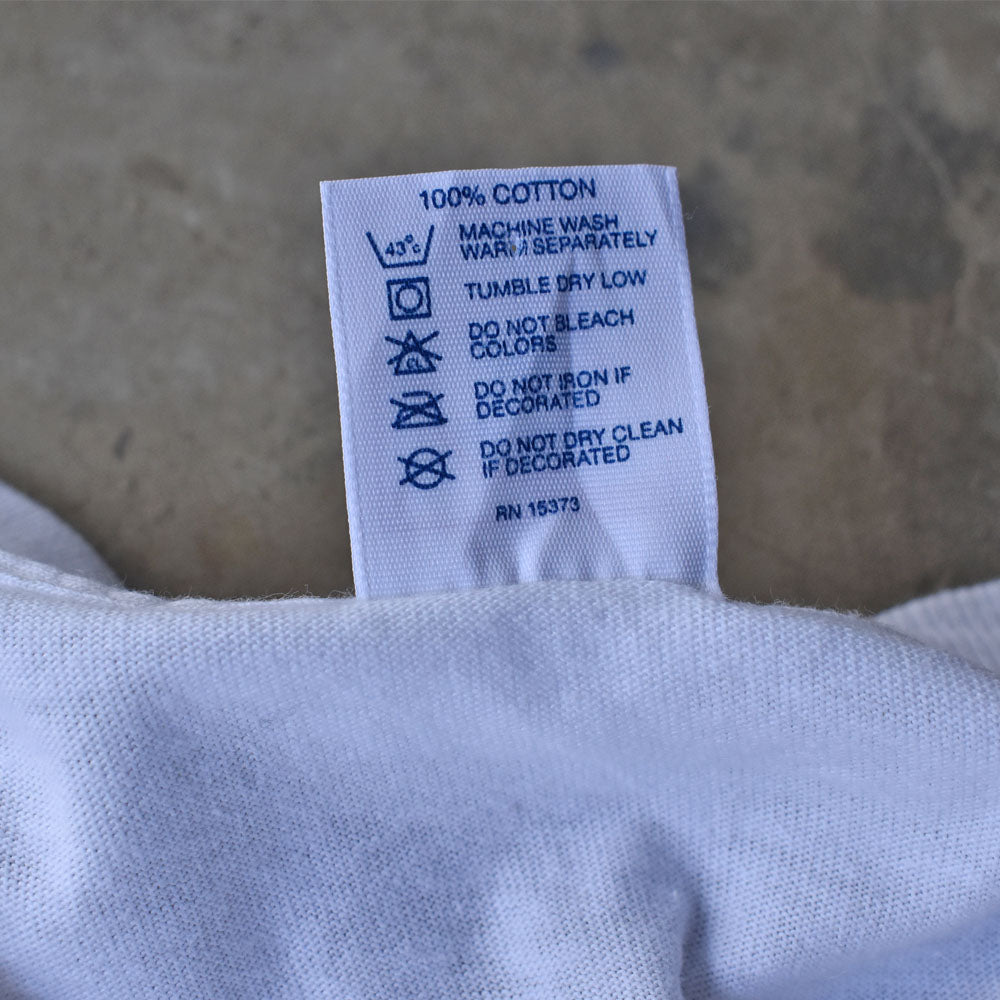 100% COTTON
43°C
MACHINE WASH
WARM SEPARATELY
TUMBLE DRY LOW
CL
DO NOT BLEACH
COLORS
DO NOT IRON IF
DECORATED
DO NOT DRY CLEAN
IF DECORATED
RN 15373